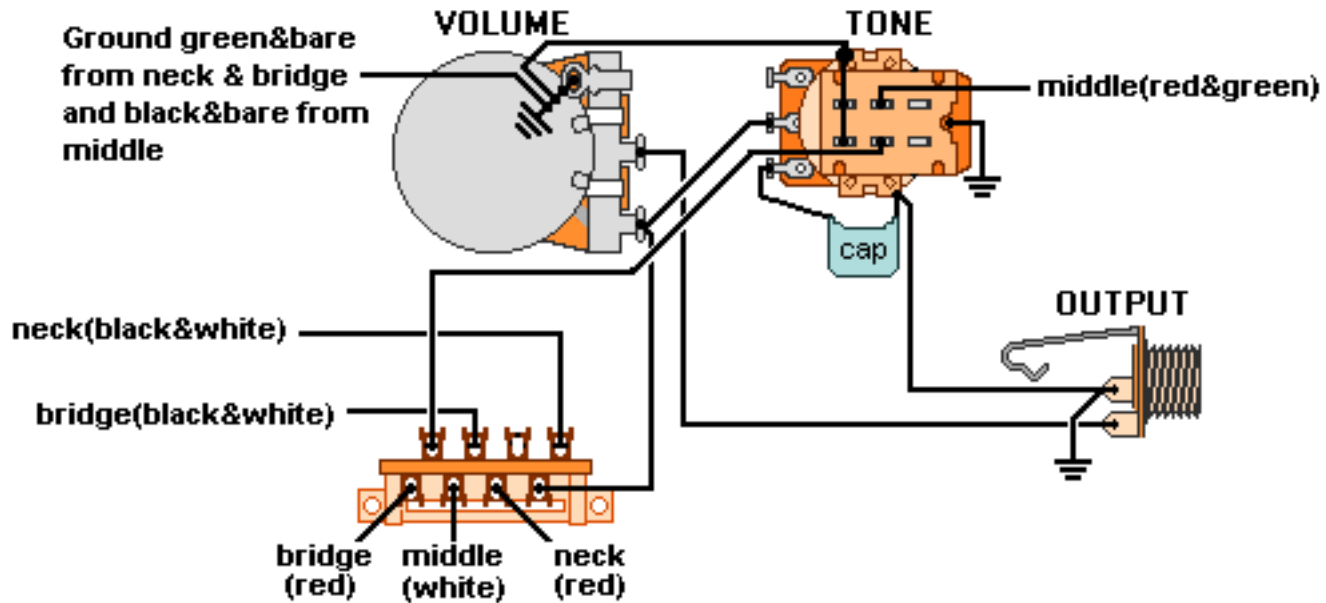 VOLUME
TONE
Ground green&bare
from neck & bridge
and black&bare from
middle
middle(red&green)
cap
OUTPUT
neck(black&white)
bridge(black&white)
bridge
(red)
middle
(white)
neck
(red)